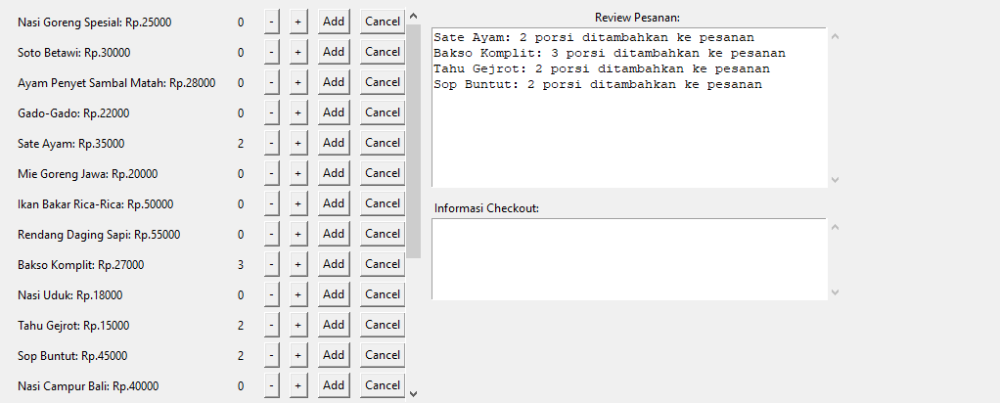 Nasi Goreng Spesial: Rp.25000 0 - + Add Cancel
Soto Betawi: Rp.30000 0 - + Add Cancel
Ayam Penyet Sambal Matah: Rp.28000 0 - + Add Cancel
Gado-Gado: Rp.22000 0 - + Add Cancel
Sate Ayam: Rp.35000 2 - + Add Cancel
Mie Goreng Jawa: Rp.20000 0 - + Add Cancel
Ikan Bakar Rica-Rica: Rp.50000 0 - + Add Cancel
Rendang Daging Sapi: Rp.55000 0 - + Add Cancel
Bakso Komplit: Rp.27000 3 - + Add Cancel
Nasi Uduk: Rp.18000 0 - + Add Cancel
Tahu Gejrot: Rp.15000 2 - + Add Cancel
Sop Buntut: Rp.45000 2 - + Add Cancel
Nasi Campur Bali: Rp.40000 0 - + Add Cancel
Review Pesanan:
Sate Ayam: 2 porsi ditambahkan ke pesanan
Bakso Komplit: 3 porsi ditambahkan ke pesanan
Tahu Gejrot: 2 porsi ditambahkan ke pesanan
Sop Buntut: 2 porsi ditambahkan ke pesanan
Informasi Checkout: